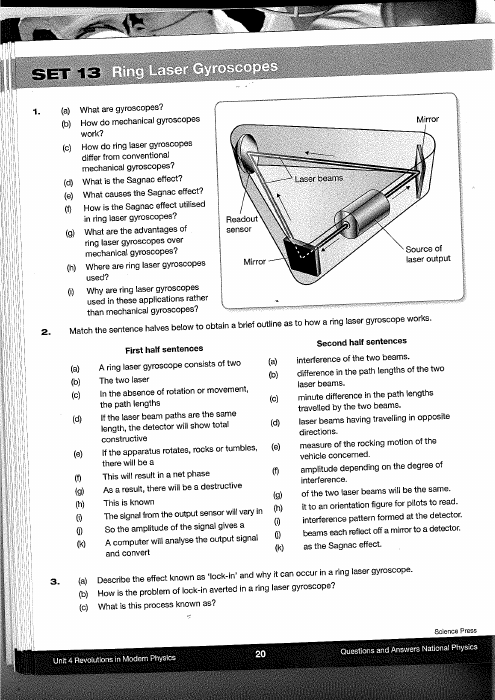 SET 13 Ring Laser Gyroscopes
1. (a) What are gyroscopes?
(b) How do mechanical gyroscopes
work?
(c) How do ring laser gyroscopes
differ from conventional
mechanical gyroscopes?
(d) What is the Sagnac effect?
(e) What causes the Sagnac effect?
(f) How is the Sagnac effect utilised
in ring laser gyroscopes?
(g) What are the advantages of
ring laser gyroscopes over
mechanical gyroscopes?
(h) Where are ring laser gyroscopes
used?
(i) Why are ring laser gyroscopes
used in these applications rather
than mechanical gyroscopes?
Mirror
Laser beams
Readout
sensor
Mirror
Source of
laser output
2. Match the sentence halves below to obtain a brief outline as to how a ring laser gyroscope works.
First half sentences
(a) A ring laser gyroscope consists of two
(b) The two laser
(c) In the absence of rotation or movement,
the path lengths
(d) If the laser beam paths are the same
length, the detector will show total
constructive
(e) If the apparatus rotates, rocks or tumbles,
there will be a
(f) This will result in a net phase
(g) As a result, there will be a destructive
(h) This is known
(i) The signal from the output sensor will vary in
(j) So the amplitude of the signal gives a
(k) A computer will analyse the output signal
and convert
Second half sentences
(a) interference of the two beams.
(b) difference in the path lengths of the two
laser beams.
(c) minute difference in the path lengths
travelled by the two beams.
(d) laser beams having travelling in opposite
directions.
(e) measure of the rocking motion of the
vehicle concerned.
(f) amplitude depending on the degree of
interference.
(g) of the two laser beams will be the same.
(h) it to an orientation figure for pilots to read.
(i) interference pattern formed at the detector.
(j) beams each reflect off a mirror to a detector.
(k) as the Sagnac effect.
3. (a) Describe the effect known as 'lock-in' and why it can occur in a ring laser gyroscope.
(b) How is the problem of lock-in averted in a ring laser gyroscope?
(c) What is this process known as?
Science Press
Unit 4 Revolutions in Modern Physics
20
Questions and Answers National Physics